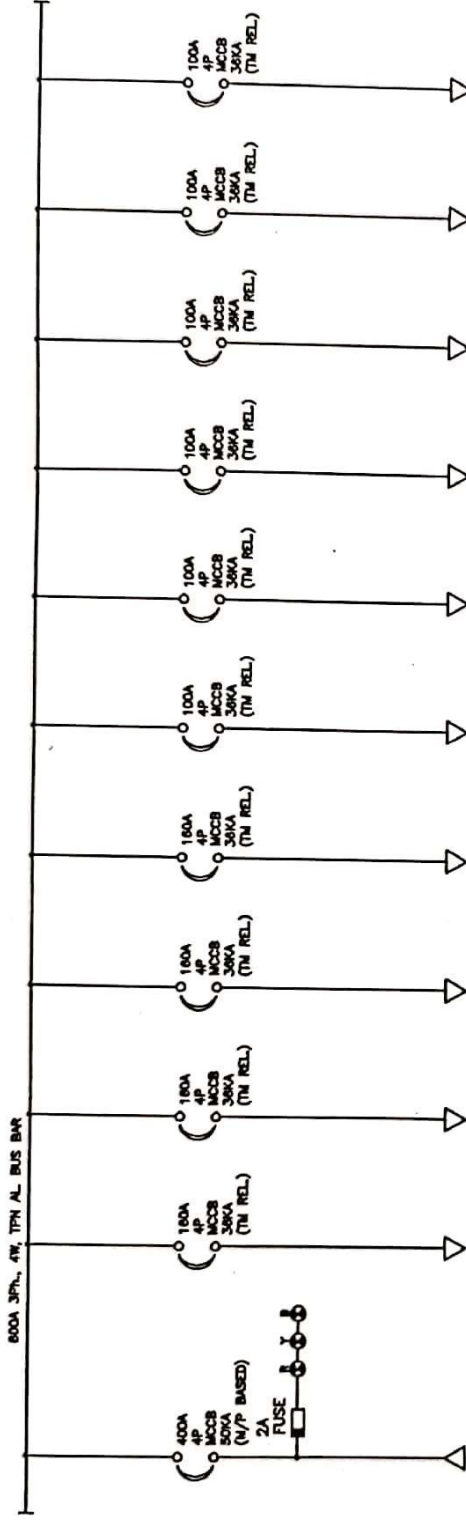 800A 3Ph., 4W, TPN AL BUS BAR
400A
4P
MCCB
50KA
(M/P BASED)
2A
FUSE
R Y B
160A
4P
MCCB
36KA
(TM REL.)
160A
4P
MCCB
36KA
(TM REL.)
160A
4P
MCCB
36KA
(TM REL.)
160A
4P
MCCB
36KA
(TM REL.)
100A
4P
MCCB
36KA
(TM REL.)
100A
4P
MCCB
36KA
(TM REL.)
100A
4P
MCCB
36KA
(TM REL.)
100A
4P
MCCB
36KA
(TM REL.)
100A
4P
MCCB
36KA
(TM REL.)
100A
4P
MCCB
36KA
(TM REL.)